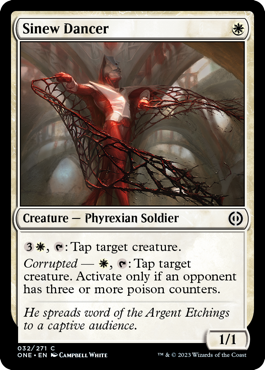 Sinew Dancer
Creature — Phyrexian Soldier
3, : Tap target creature.
Corrupted — , : Tap target
creature. Activate only if an opponent
has three or more poison counters.
He spreads word of the Argent Etchings
to a captive audience.
1/1
032/271 C
ONE • EN CAMPBELL WHITE
™ & © 2023 Wizards of the Coast